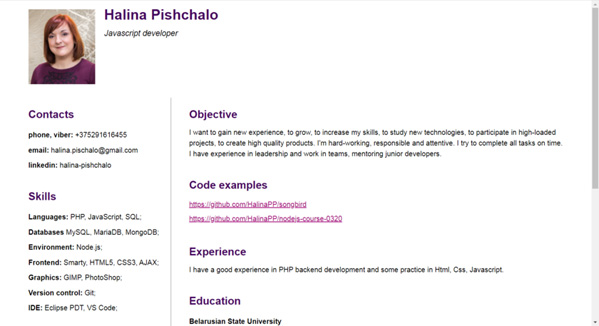 Halina Pishchalo
Javascript developer
Contacts
phone, viber: +375291616455
email: halina.pischalo@gmail.com
linkedin: halina-pishchalo
Skills
Languages: PHP, JavaScript, SQL;
Databases MySQL, MariaDB, MongoDB;
Environment: Node.js;
Frontend: Smarty, HTML5, CSS3, AJAX;
Graphics: GIMP, PhotoShop;
Version control: Git;
IDE: Eclipse PDT, VS Code;
Objective
I want to gain new experience, to grow, to increase my skills, to study new technologies, to participate in high-loaded
projects, to create high quality products. I'm hard-working, responsible and attentive. I try to complete all tasks on time.
I have experience in leadership and work in teams, mentoring junior developers.
Code examples
https://github.com/HalinaPP/songbird
https://github.com/HalinaPP/nodejs-course-0320
Experience
I have a good experience in PHP backend development and some practice in Html, Css, Javascript.
Education
Belarusian State University